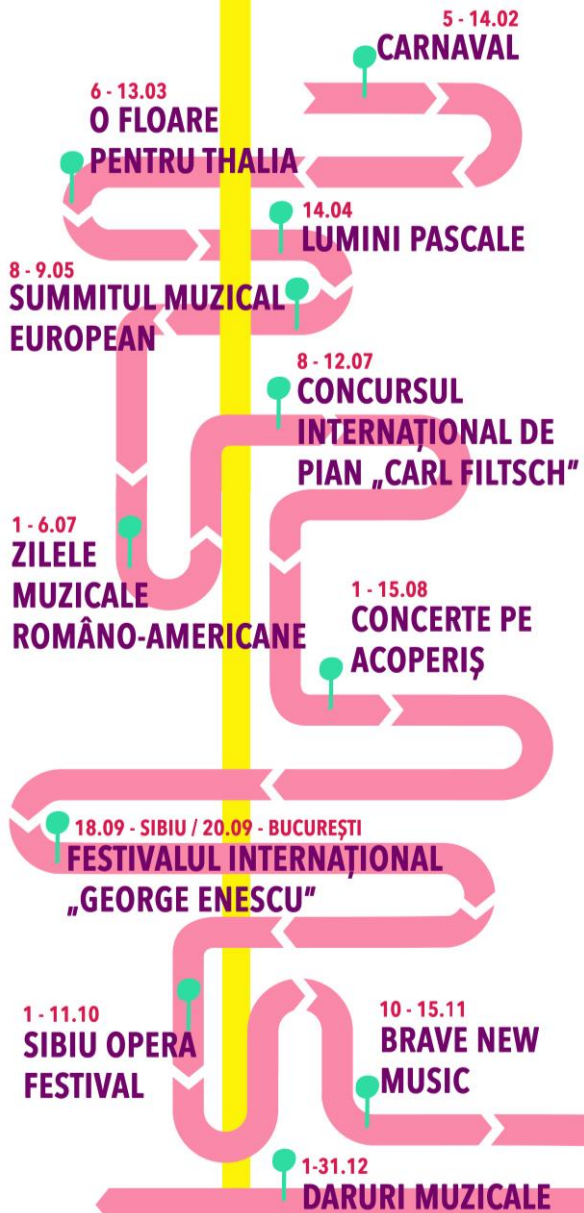 5 - 14.02
CARNAVAL
6 - 13.03
O FLOARE
PENTRU THALIA
14.04
LUMINI PASCALE
8 - 9.05
SUMMITUL MUZICAL
EUROPEAN
8 - 12.07
CONCURSUL
INTERNAȚIONAL DE
PIAN „CARL FILTSCH”
1 - 6.07
ZILELE
MUZICALE
ROMÂNO-AMERICANE
1 - 15.08
CONCERTE PE
ACOPERIȘ
18.09 - SIBIU / 20.09 - BUCUREȘTI
FESTIVALUL INTERNAȚIONAL
„GEORGE ENESCU”
1 - 11.10
SIBIU OPERA
FESTIVAL
10 - 15.11
BRAVE NEW
MUSIC
1-31.12
DARURI MUZICALE